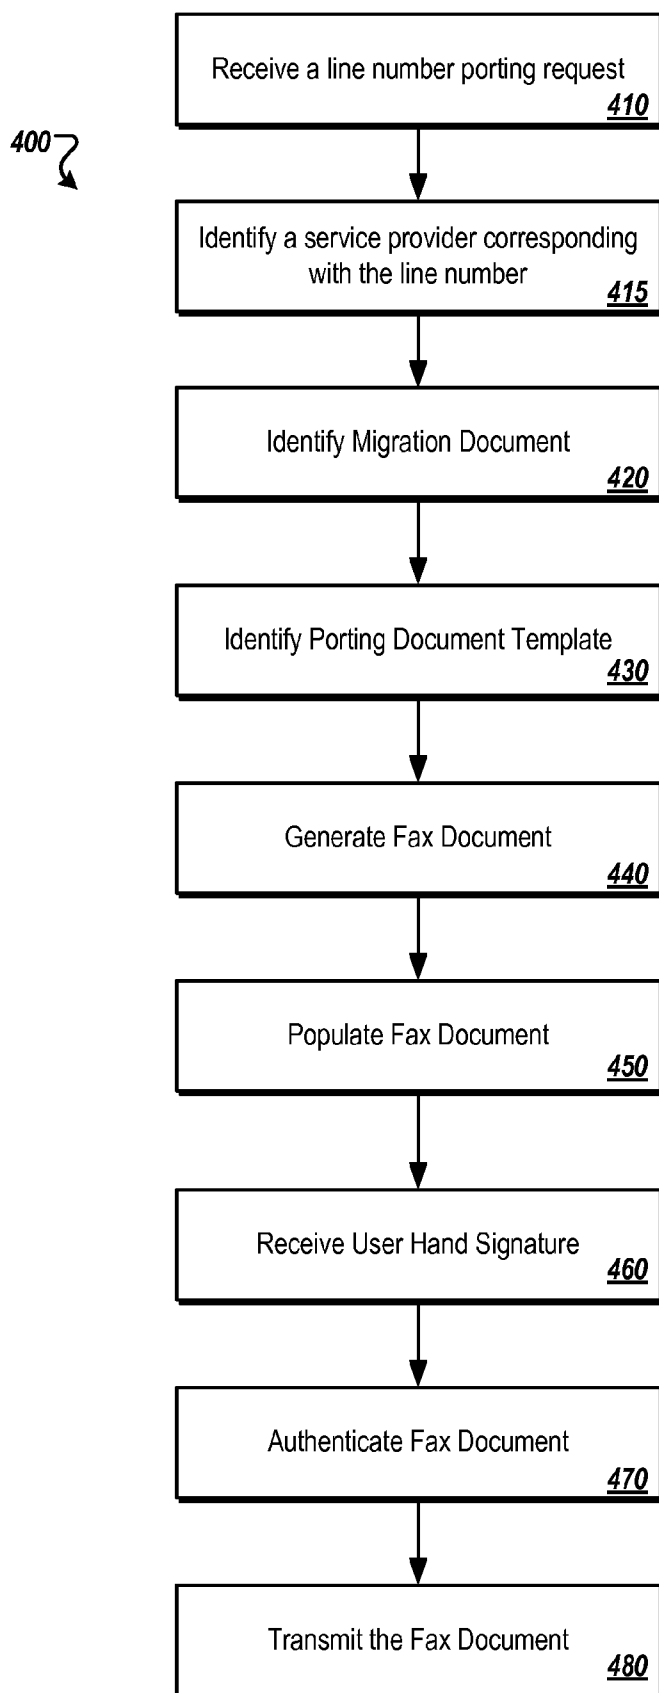 Receive a line number porting request
410
400
Identify a service provider corresponding
with the line number
415
Identify Migration Document
420
Identify Porting Document Template
430
Generate Fax Document
440
Populate Fax Document
450
Receive User Hand Signature
460
Authenticate Fax Document
470
Transmit the Fax Document
480